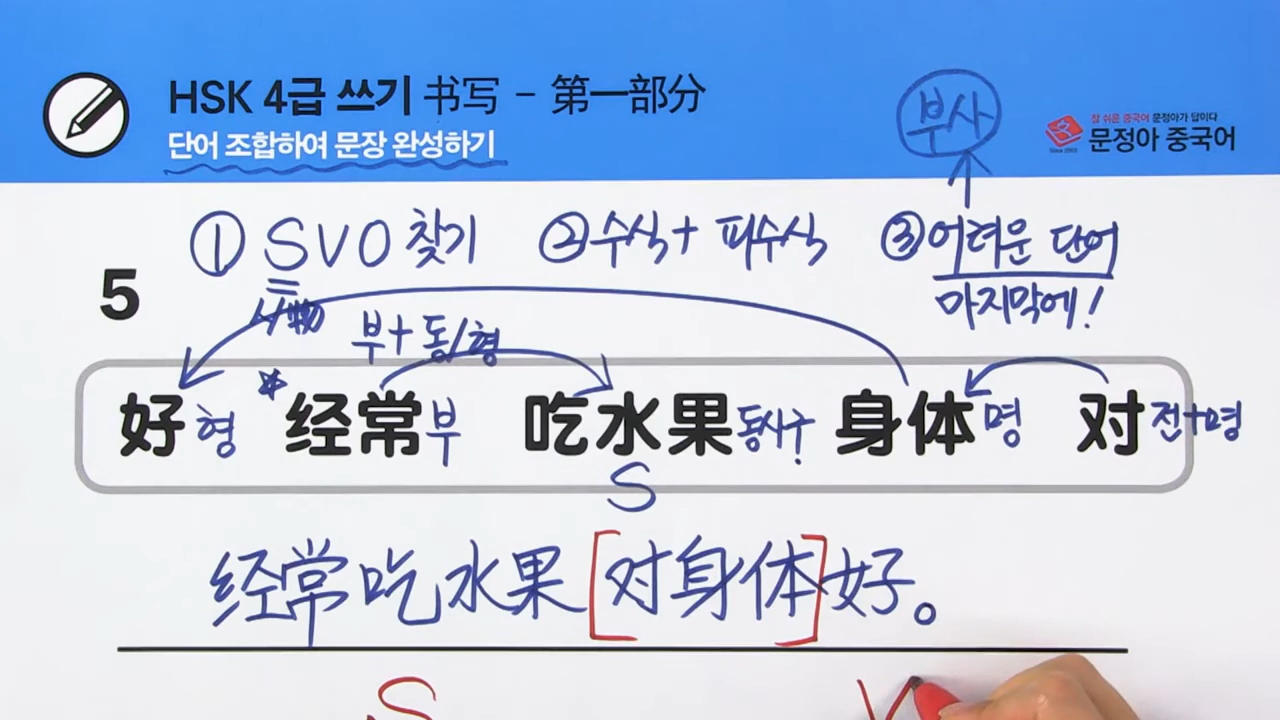 HSK 4급 쓰기 书写 - 第一部分
단어 조합하여 문장 완성하기
부사
잘 쉬운 중국어 문정아가 답이다
문정아 중국어
① SVO 찾기 ② 수식+피수식 ③ 어려운 단어
마지막에!
5
부+동/형
好 형 经常 부 吃水果 동사구 身体 명 对 전+명
S
经常吃水果[对身体]好。
S V